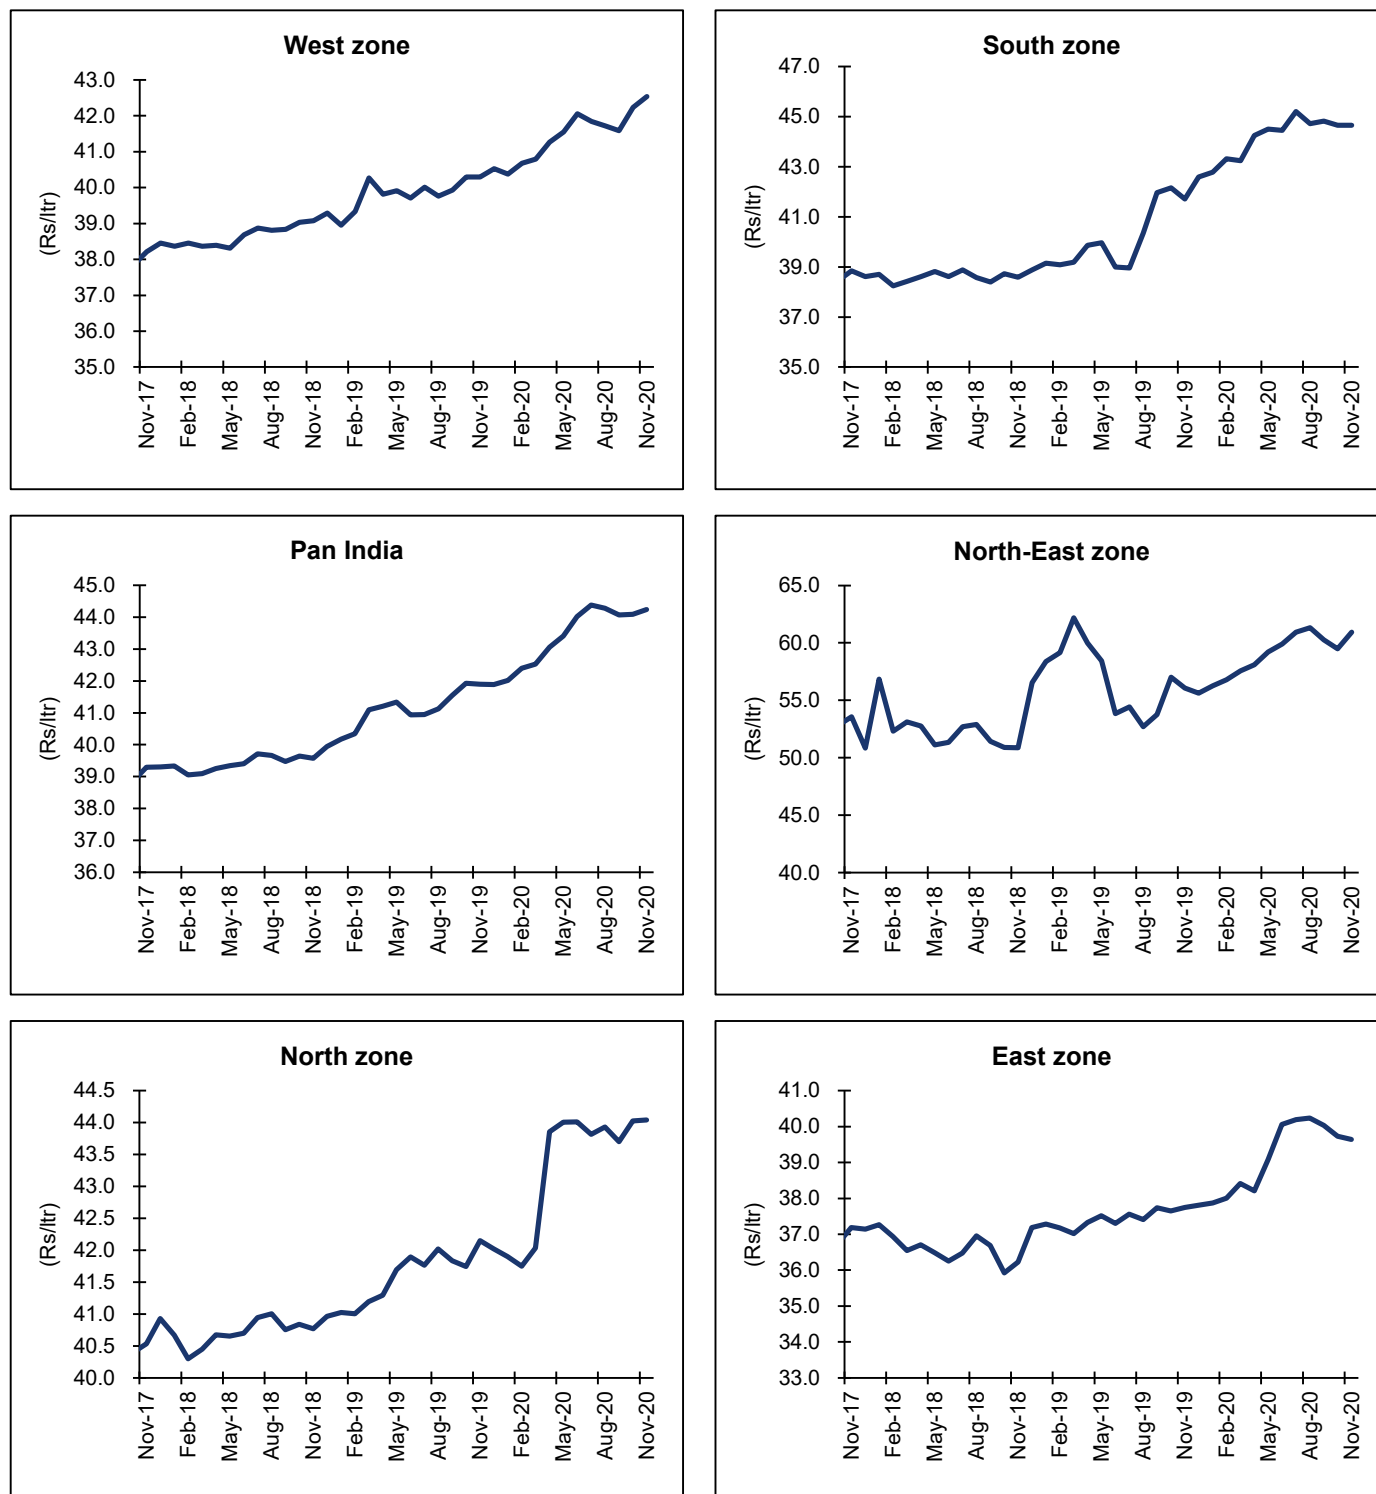 West zone
(Rs/ltr)
43.0
42.0
41.0
40.0
39.0
38.0
37.0
36.0
35.0
Nov-17
Feb-18
May-18
Aug-18
Nov-18
Feb-19
May-19
Aug-19
Nov-19
Feb-20
May-20
Aug-20
Nov-20
South zone
(Rs/ltr)
47.0
45.0
43.0
41.0
39.0
37.0
35.0
Nov-17
Feb-18
May-18
Aug-18
Nov-18
Feb-19
May-19
Aug-19
Nov-19
Feb-20
May-20
Aug-20
Nov-20
Pan India
(Rs/ltr)
45.0
44.0
43.0
42.0
41.0
40.0
39.0
38.0
37.0
36.0
Nov-17
Feb-18
May-18
Aug-18
Nov-18
Feb-19
May-19
Aug-19
Nov-19
Feb-20
May-20
Aug-20
Nov-20
North-East zone
(Rs/ltr)
65.0
60.0
55.0
50.0
45.0
40.0
Nov-17
Feb-18
May-18
Aug-18
Nov-18
Feb-19
May-19
Aug-19
Nov-19
Feb-20
May-20
Aug-20
Nov-20
North zone
(Rs/ltr)
44.5
44.0
43.5
43.0
42.5
42.0
41.5
41.0
40.5
40.0
Nov-17
Feb-18
May-18
Aug-18
Nov-18
Feb-19
May-19
Aug-19
Nov-19
Feb-20
May-20
Aug-20
Nov-20
East zone
(Rs/ltr)
41.0
40.0
39.0
38.0
37.0
36.0
35.0
34.0
33.0
Nov-17
Feb-18
May-18
Aug-18
Nov-18
Feb-19
May-19
Aug-19
Nov-19
Feb-20
May-20
Aug-20
Nov-20